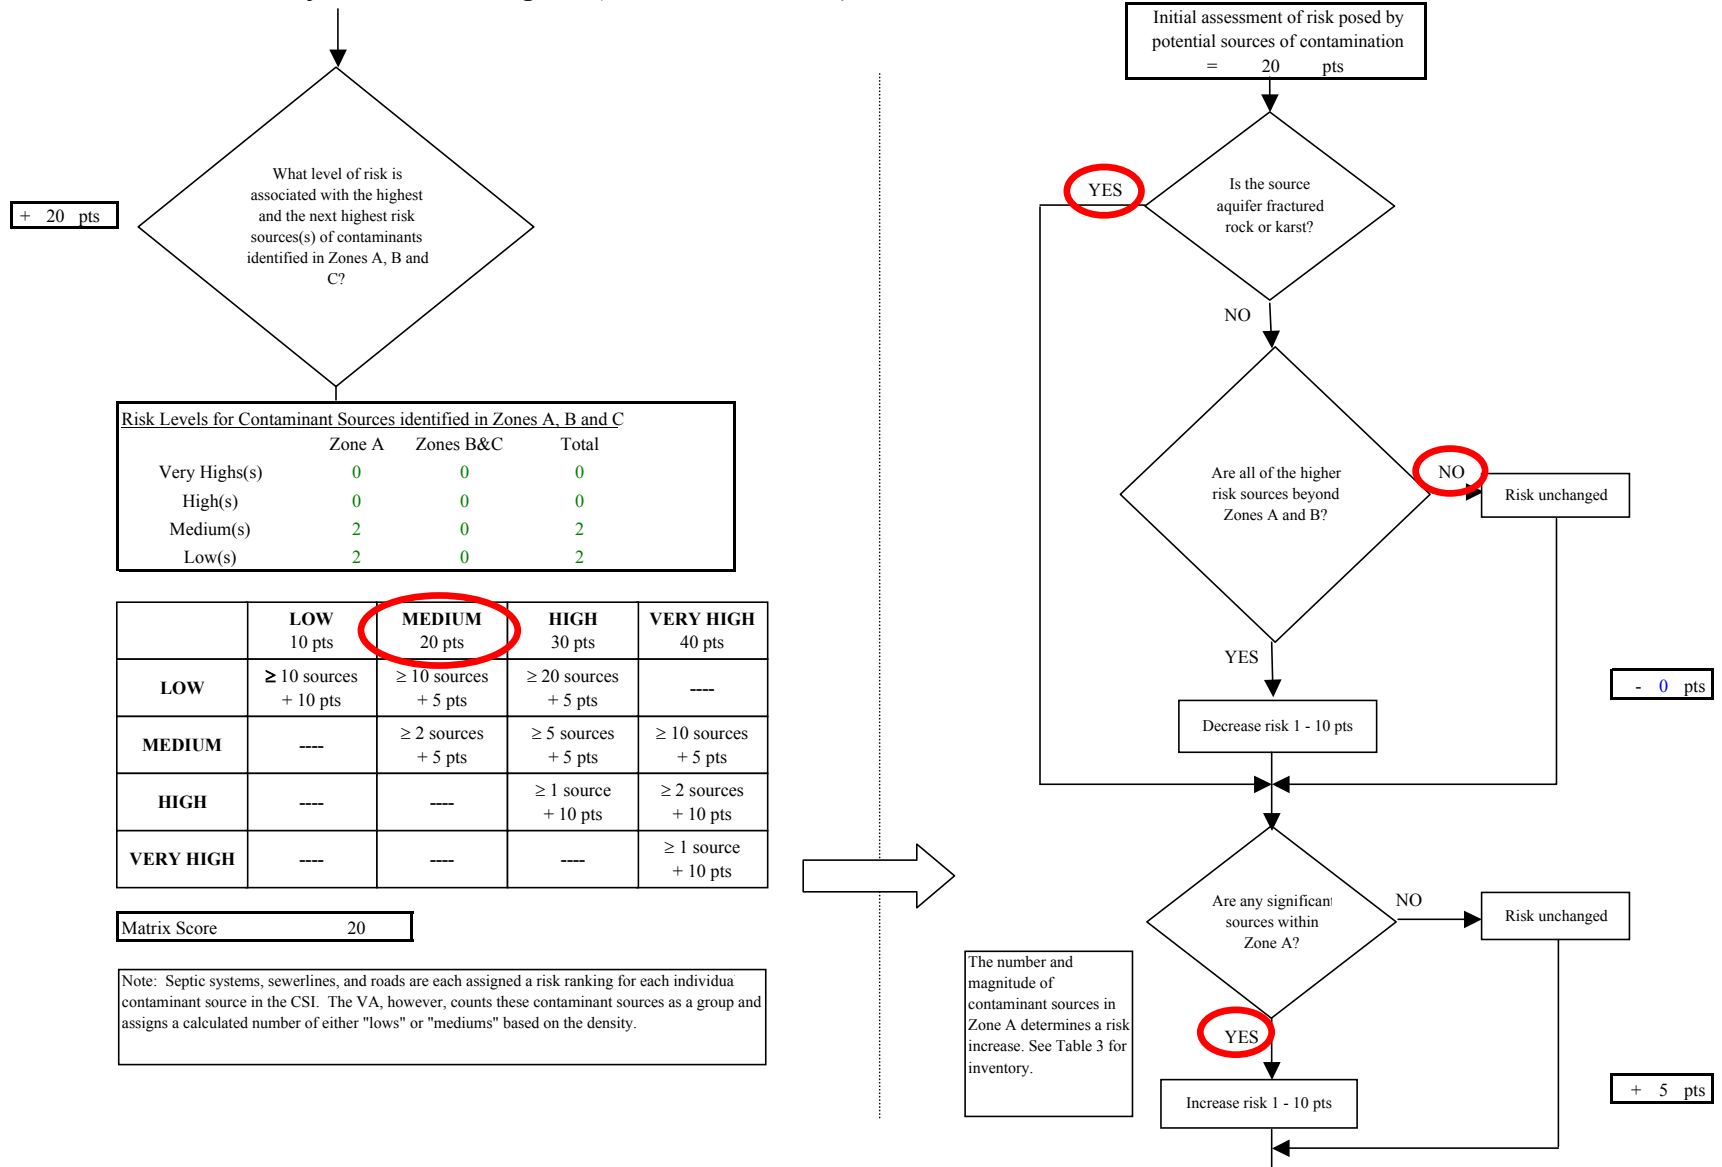 + 20 pts
What level of risk is
associated with the highest
and the next highest risk
sources(s) of contaminants
identified in Zones A, B and
C?
Risk Levels for Contaminant Sources identified in Zones A, B and C
Zone A Zones B&C Total
Very Highs(s) 0 0 0
High(s) 0 0 0
Medium(s) 2 0 2
Low(s) 2 0 2
LOW MEDIUM HIGH VERY HIGH
10 pts 20 pts 30 pts 40 pts
LOW ≥ 10 sources ≥ 10 sources ≥ 20 sources ----
+ 10 pts + 5 pts + 5 pts
MEDIUM ---- ≥ 2 sources ≥ 5 sources ≥ 10 sources
+ 5 pts + 5 pts + 5 pts
HIGH ---- ---- ≥ 1 source ≥ 2 sources
+ 10 pts + 10 pts
VERY HIGH ---- ---- ---- ≥ 1 source
+ 10 pts
Matrix Score 20
Note: Septic systems, sewerlines, and roads are each assigned a risk ranking for each individua
contaminant source in the CSI. The VA, however, counts these contaminant sources as a group and
assigns a calculated number of either "lows" or "mediums" based on the density.
Initial assessment of risk posed by
potential sources of contamination
= 20 pts
YES
Is the source
aquifer fractured
rock or karst?
NO
Are all of the higher
risk sources beyond
Zones A and B?
NO
Risk unchanged
YES
- 0 pts
Decrease risk 1 - 10 pts
Are any significant
sources within
Zone A?
NO
Risk unchanged
The number and
magnitude of
contaminant sources in
Zone A determines a risk
increase. See Table 3 for
inventory.
YES
+ 5 pts
Increase risk 1 - 10 pts